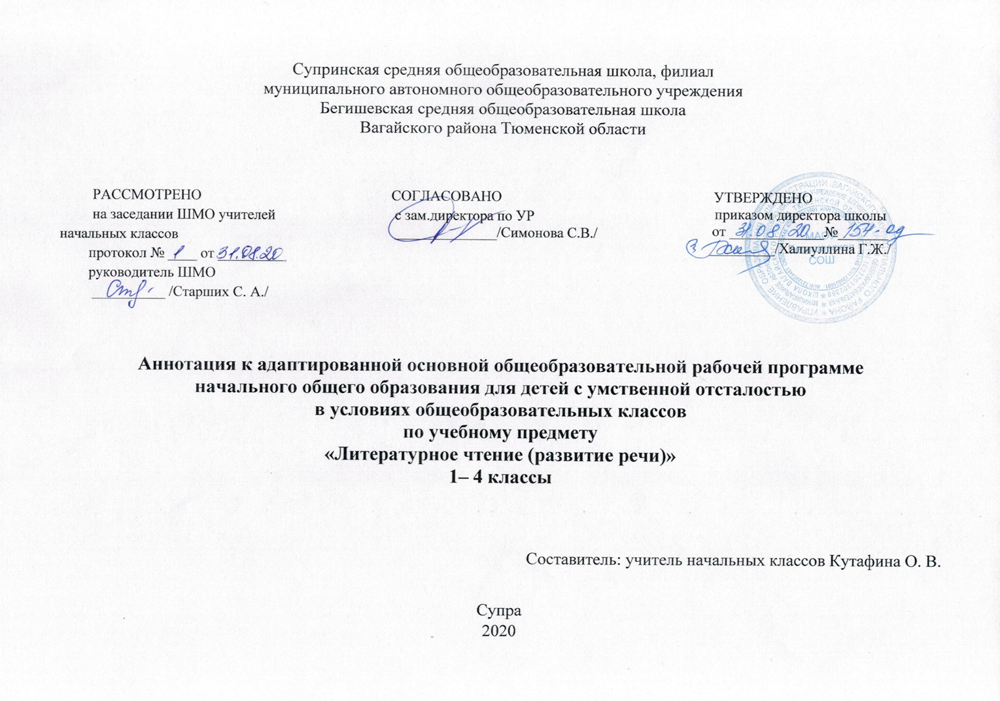 Супринская средняя общеобразовательная школа, филиал
муниципального автономного общеобразовательного учреждения
Бегишевская средняя общеобразовательная школа
Вагайского района Тюменской области
РАССМОТРЕНО
на заседании ШМО учителей
начальных классов
протокол № 1 от 31.08.20
руководитель ШМО
/Старших С. А./
СОГЛАСОВАНО
с зам.директора по УР
/Симонова С.В./
УТВЕРЖДЕНО
приказом директора школы
от 31.08.20 № 154-од
/Халиуллина Г.Ж./
СОШ
Аннотация к адаптированной основной общеобразовательной рабочей программе
начального общего образования для детей с умственной отсталостью
в условиях общеобразовательных классов
по учебному предмету
«Литературное чтение (развитие речи)»
1– 4 классы
Составитель: учитель начальных классов Кутафина О. В.
Супра
2020